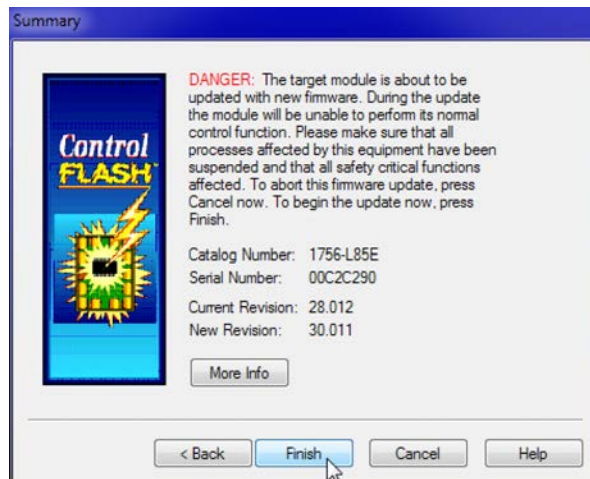 Summary
Control
FLASH
DANGER: The target module is about to be
updated with new firmware. During the update
the module will be unable to perform its normal
control function. Please make sure that all
processes affected by this equipment have been
suspended and that all safety critical functions
affected. To abort this firmware update, press
Cancel now. To begin the update now, press
Finish.
Catalog Number: 1756-L85E
Serial Number: 00C2C290
Current Revision: 28.012
New Revision: 30.011
More Info
< Back Finish Cancel Help